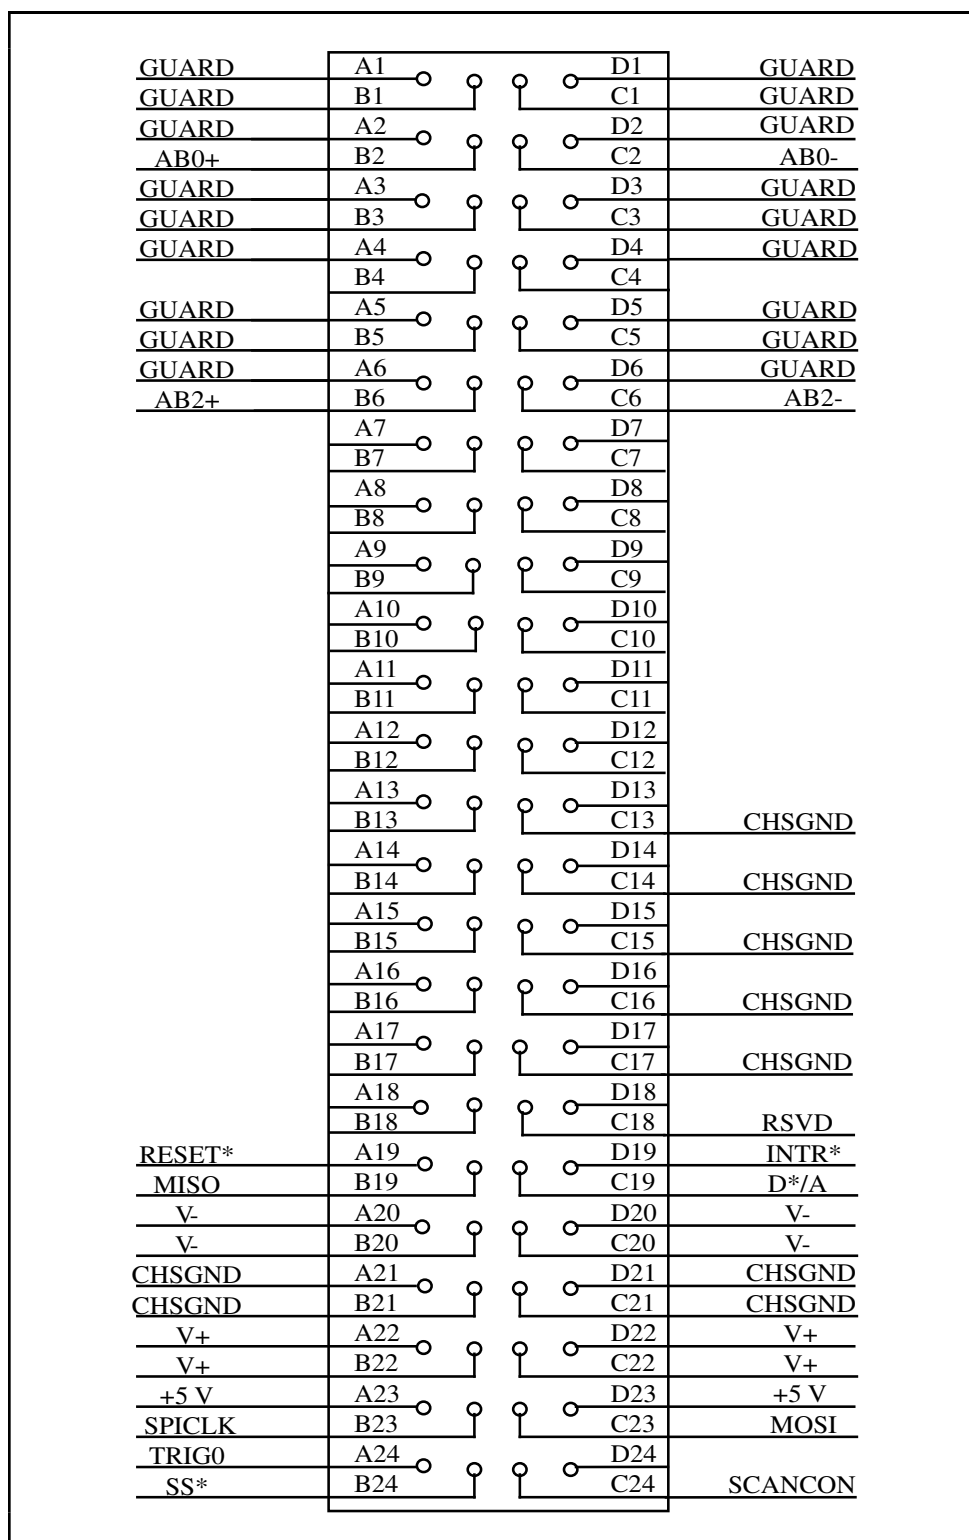 GUARD A1 D1 GUARD
GUARD B1 C1 GUARD
GUARD A2 D2 GUARD
AB0+ B2 C2 AB0-
GUARD A3 D3 GUARD
GUARD B3 C3 GUARD
GUARD A4 D4 GUARD
B4 C4
GUARD A5 D5 GUARD
GUARD B5 C5 GUARD
GUARD A6 D6 GUARD
AB2+ B6 C6 AB2-
A7 D7
B7 C7
A8 D8
B8 C8
A9 D9
B9 C9
A10 D10
B10 C10
A11 D11
B11 C11
A12 D12
B12 C12
A13 D13
B13 C13 CHSGND
A14 D14
B14 C14 CHSGND
A15 D15
B15 C15 CHSGND
A16 D16
B16 C16 CHSGND
A17 D17
B17 C17 CHSGND
A18 D18
B18 C18 RSVD
RESET* A19 D19 INTR*
MISO B19 C19 D*/A
V- A20 D20 V-
V- B20 C20 V-
CHSGND A21 D21 CHSGND
CHSGND B21 C21 CHSGND
V+ A22 D22 V+
V+ B22 C22 V+
+5 V A23 D23 +5 V
SPICLK B23 C23 MOSI
TRIG0 A24 D24
SS* B24 C24 SCANCON